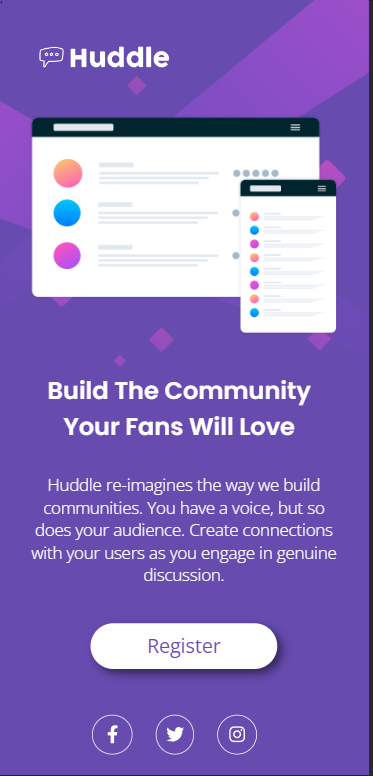 Huddle
Build The Community
Your Fans Will Love
Huddle re-imagines the way we build
communities. You have a voice, but so
does your audience. Create connections
with your users as you engage in genuine
discussion.
Register